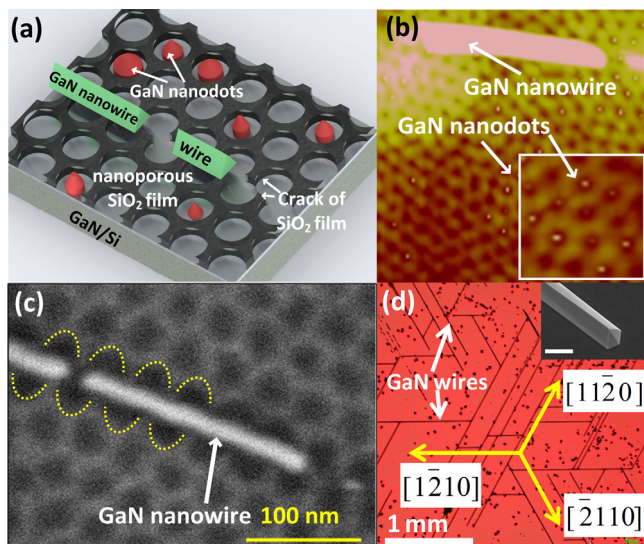 (a)
GaN nanowire
GaN nanodots
wire
nanoporous
SiO₂ film
Crack of
SiO₂ film
GaN/Si
(b)
GaN nanowire
GaN nanodots
(c)
GaN nanowire
100 nm
(d)
GaN wires
[112̅0]
[12̅10]
[2̅110]
1 mm